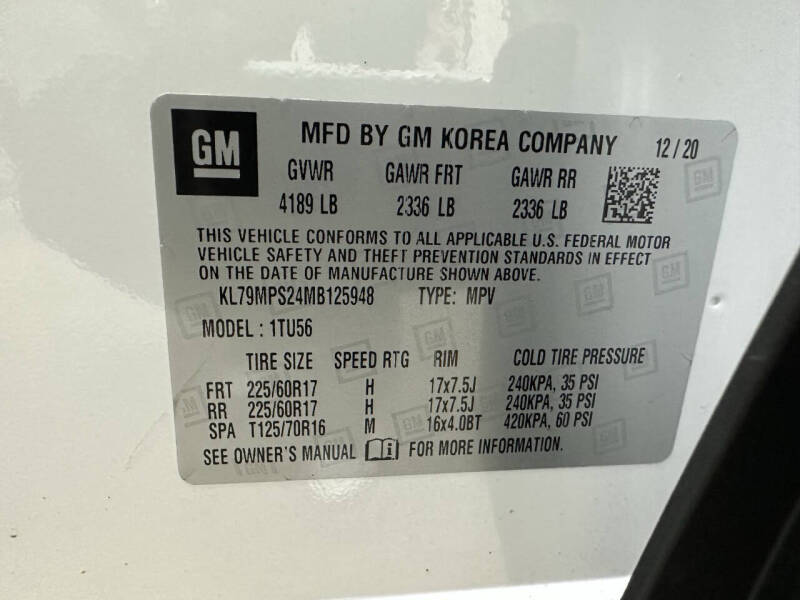 GM MFD BY GM KOREA COMPANY 12/20
GVWR GAWR FRT GAWR RR
4189 LB 2336 LB 2336 LB
THIS VEHICLE CONFORMS TO ALL APPLICABLE U.S. FEDERAL MOTOR
VEHICLE SAFETY AND THEFT PREVENTION STANDARDS IN EFFECT
ON THE DATE OF MANUFACTURE SHOWN ABOVE.
KL79MPS24MB125948 TYPE: MPV
MODEL : 1TU56
TIRE SIZE SPEED RTG RIM COLD TIRE PRESSURE
FRT 225/60R17 H 17x7.5J 240KPA, 35 PSI
RR 225/60R17 H 17x7.5J 240KPA, 35 PSI
SPA T125/70R16 M 16x4.0BT 420KPA, 60 PSI
SEE OWNER'S MANUAL FOR MORE INFORMATION.